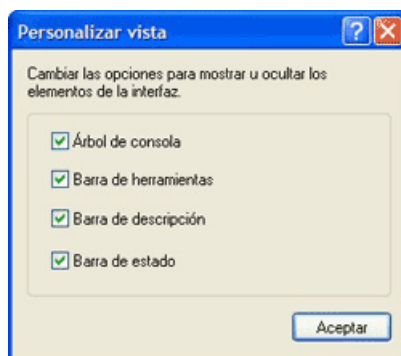 Personalizar vista
Cambiar las opciones para mostrar u ocultar los
elementos de la interfaz.
Árbol de consola
Barra de herramientas
Barra de descripción
Barra de estado
Aceptar